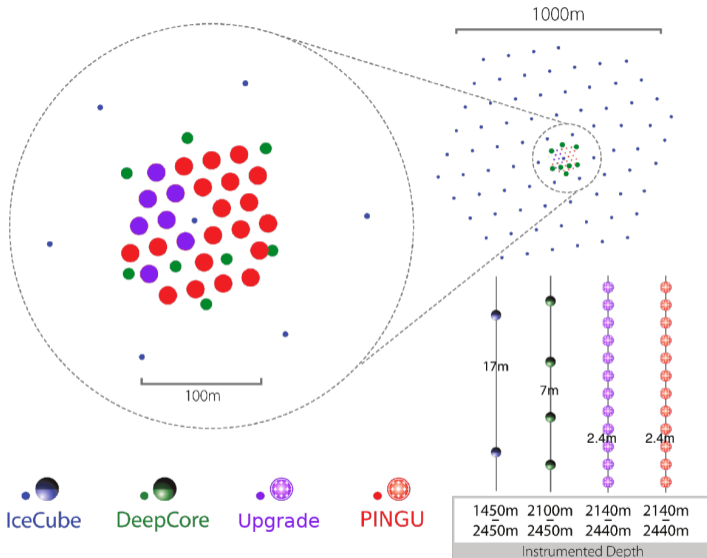 1000m
100m
17m
7m
2.4m
2.4m
IceCube
DeepCore
Upgrade
PINGU
1450m
-
2450m
2100m
-
2450m
2140m
-
2440m
2140m
-
2440m
Instrumented Depth